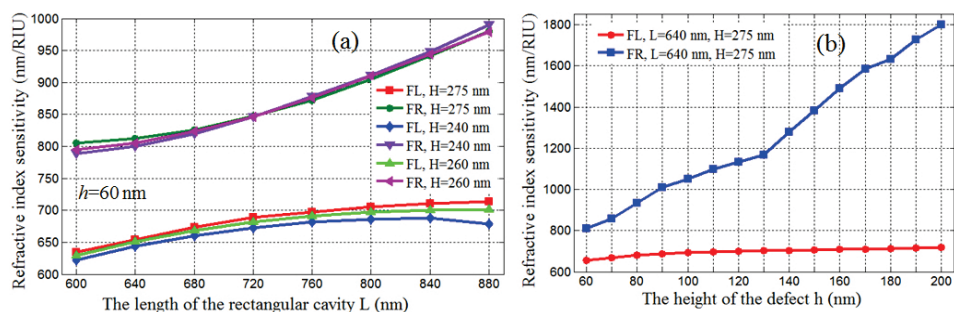 Refractive index sensitivity (nm/RIU)
1000
950
900
850
800
750
700
650
600
(a)
FL, H=275 nm
FR, H=275 nm
FL, H=240 nm
FR, H=240 nm
FL, H=260 nm
FR, H=260 nm
h=60 nm
600 640 680 720 760 800 840 880
The length of the rectangular cavity L (nm)
Refractive index sensitivity (nm/RIU)
1800
1600
1400
1200
1000
800
600
(b)
FL, L=640 nm, H=275 nm
FR, L=640 nm, H=275 nm
60 80 100 120 140 160 180 200
The height of the defect h (nm)